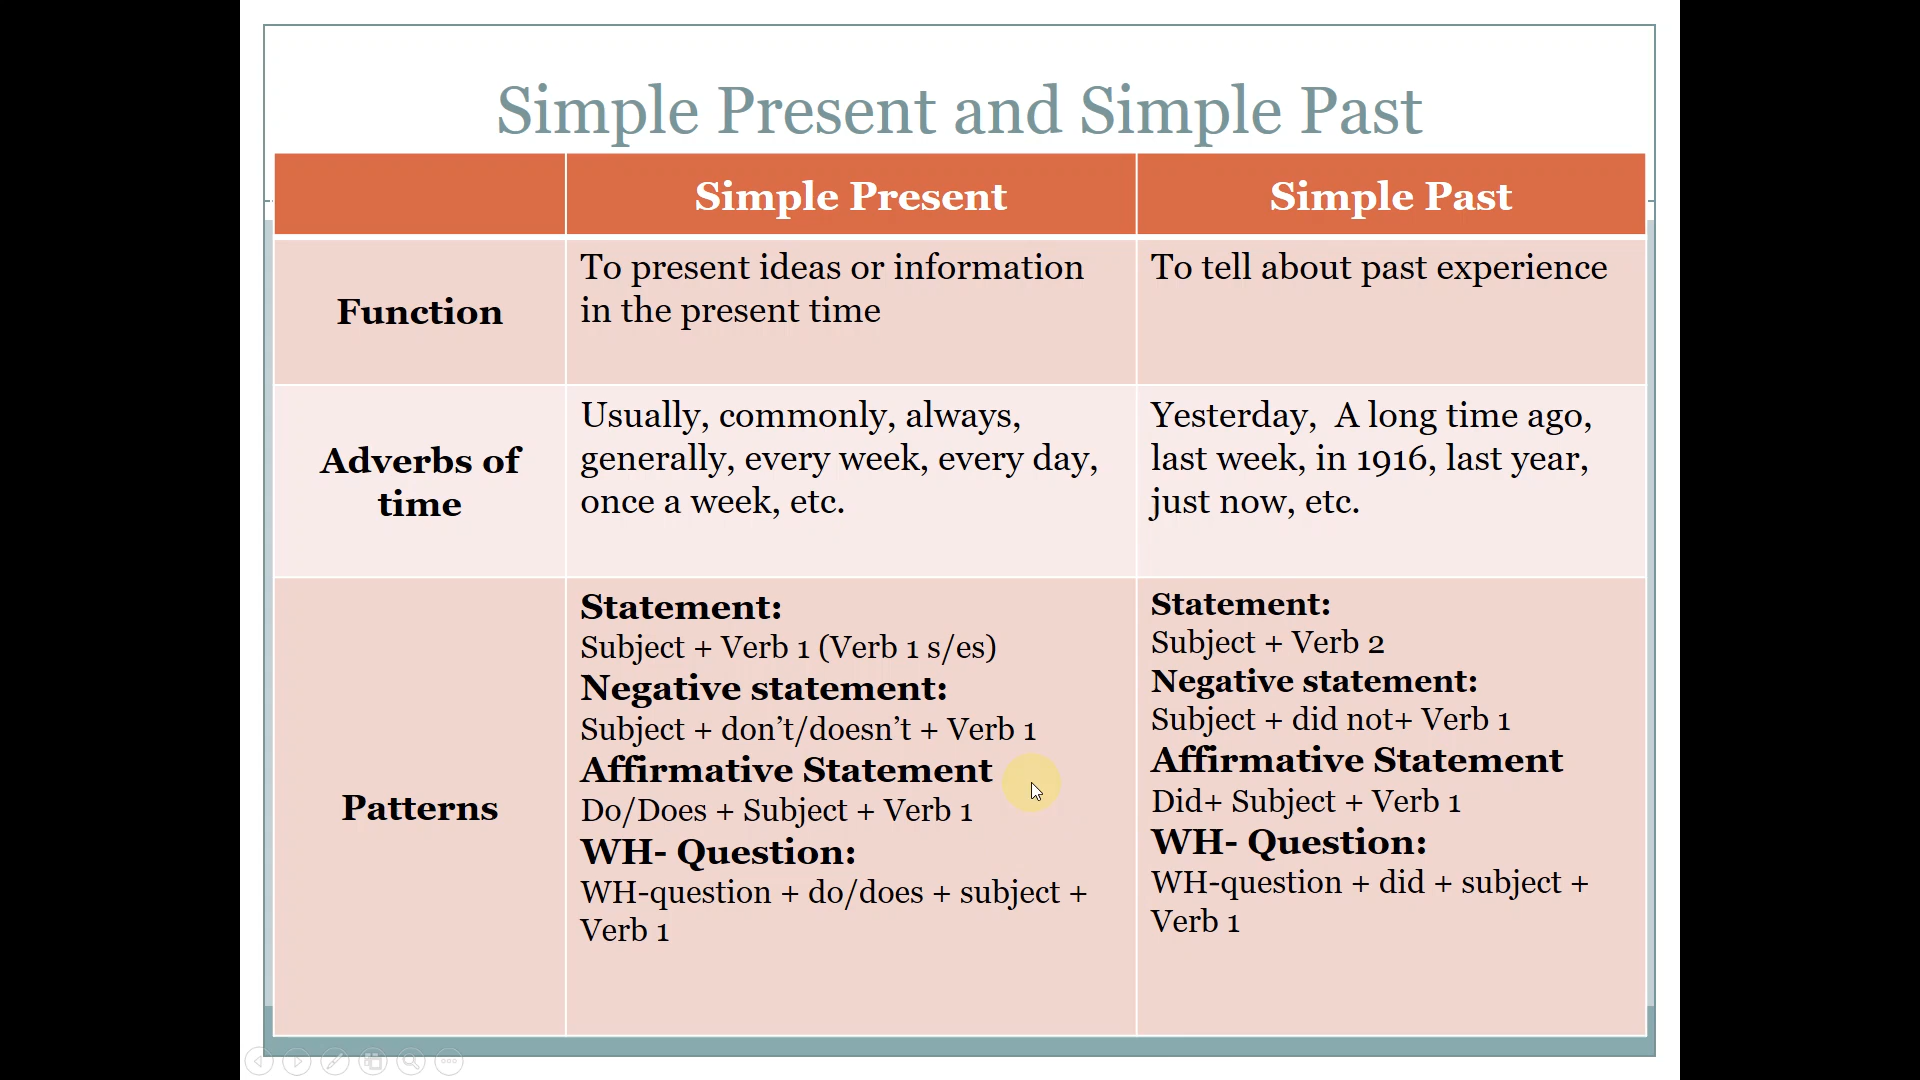 Simple Present and Simple Past
Simple Present
Simple Past
Function
To present ideas or information
in the present time
To tell about past experience
Adverbs of
time
Usually, commonly, always,
generally, every week, every day,
once a week, etc.
Yesterday,  A long time ago,
last week, in 1916, last year,
just now, etc.
Patterns
Statement:
Subject + Verb 1 (Verb 1 s/es)
Negative statement:
Subject + don’t/doesn’t + Verb 1
Affirmative Statement
Do/Does + Subject + Verb 1
WH- Question:
WH-question + do/does + subject +
Verb 1
Statement:
Subject + Verb 2
Negative statement:
Subject + did not+ Verb 1
Affirmative Statement
Did+ Subject + Verb 1
WH- Question:
WH-question + did + subject +
Verb 1